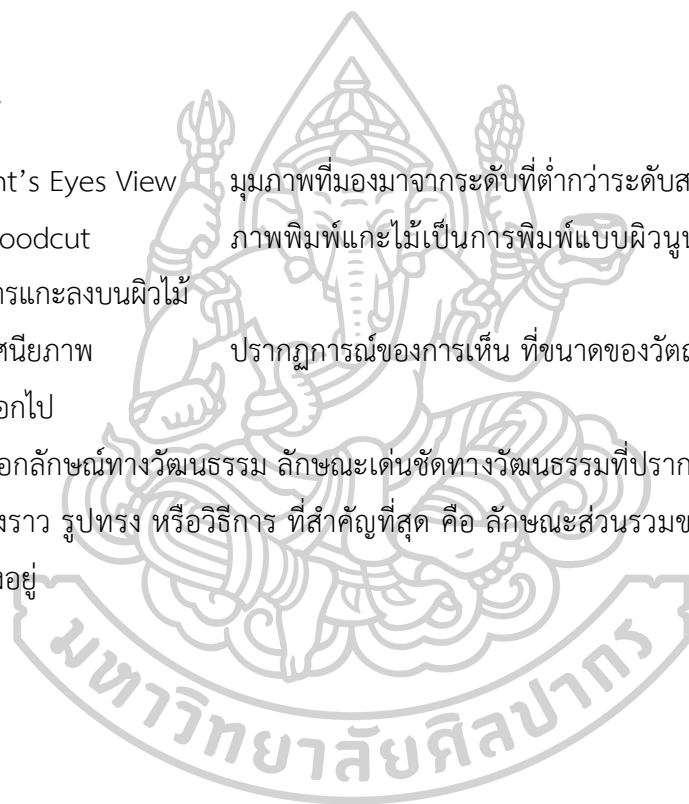 nt's Eyes View มุมภาพที่มองมาจากระดับที่ต่ำกว่าระดับส
oodcut ภาพพิมพ์แกะไม้เป็นการพิมพ์แบบผิวนูน
ารแกะลงบนผิวไม้
ศนียภาพ ปรากฏการณ์ของการเห็น ที่ขนาดของวัตถ
อกไป
อกลักษณ์ทางวัฒนธรรม ลักษณะเด่นชัดทางวัฒนธรรมที่ปราก
งราว รูปทรง หรือวิธีการ ที่สำคัญที่สุด คือ ลักษณะส่วนรวมข
งอยู่
มหาวิทยาลัยศิลปากร